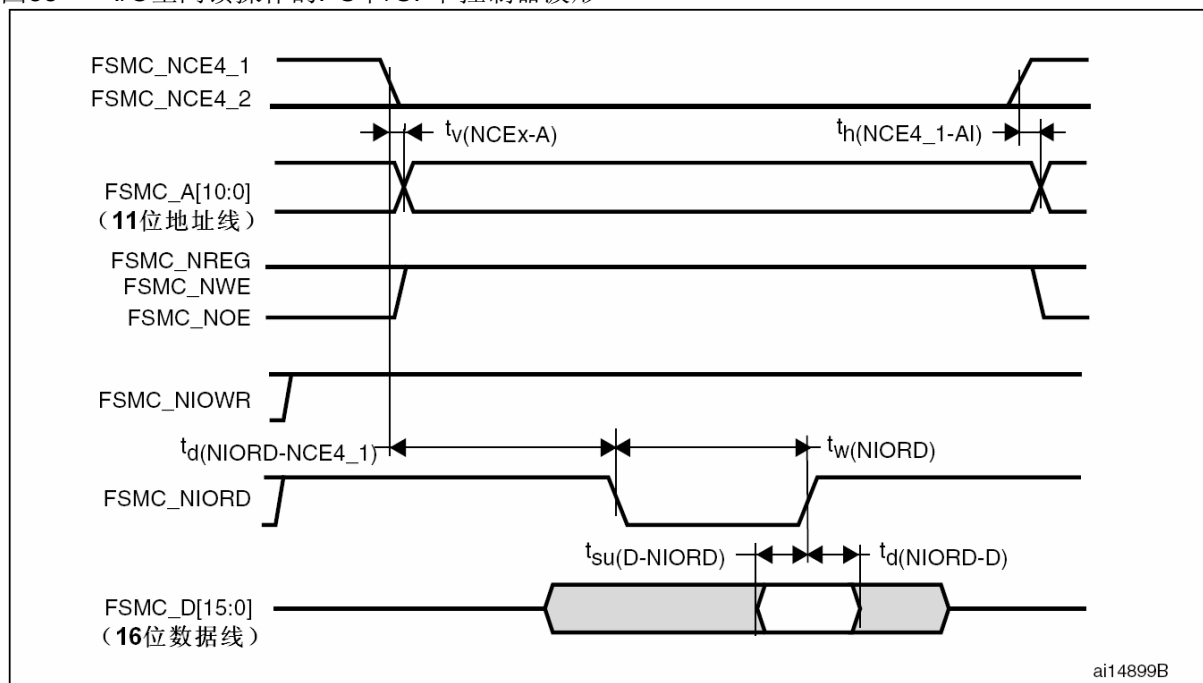 FSMC_NCE4_1
FSMC_NCE4_2
tv(NCEx-A)
th(NCE4_1-AI)
FSMC_A[10:0]
（11位地址线）
FSMC_NREG
FSMC_NWE
FSMC_NOE
FSMC_NIOWR
td(NIORD-NCE4_1)
tw(NIORD)
FSMC_NIORD
tsu(D-NIORD)
td(NIORD-D)
FSMC_D[15:0]
（16位数据线）
ai14899B